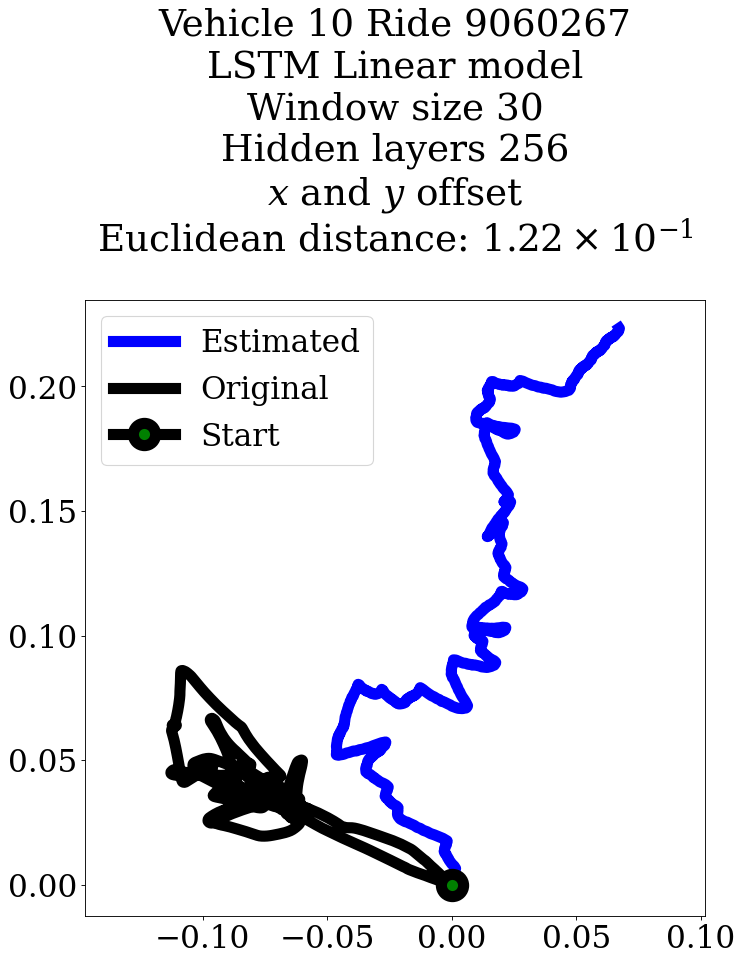 Vehicle 10 Ride 9060267
LSTM Linear model
Window size 30
Hidden layers 256
x and y offset
Euclidean distance: 1.22 × 10⁻¹
Estimated
Original
Start
0.20
0.15
0.10
0.05
0.00
−0.10 −0.05 0.00 0.05 0.10